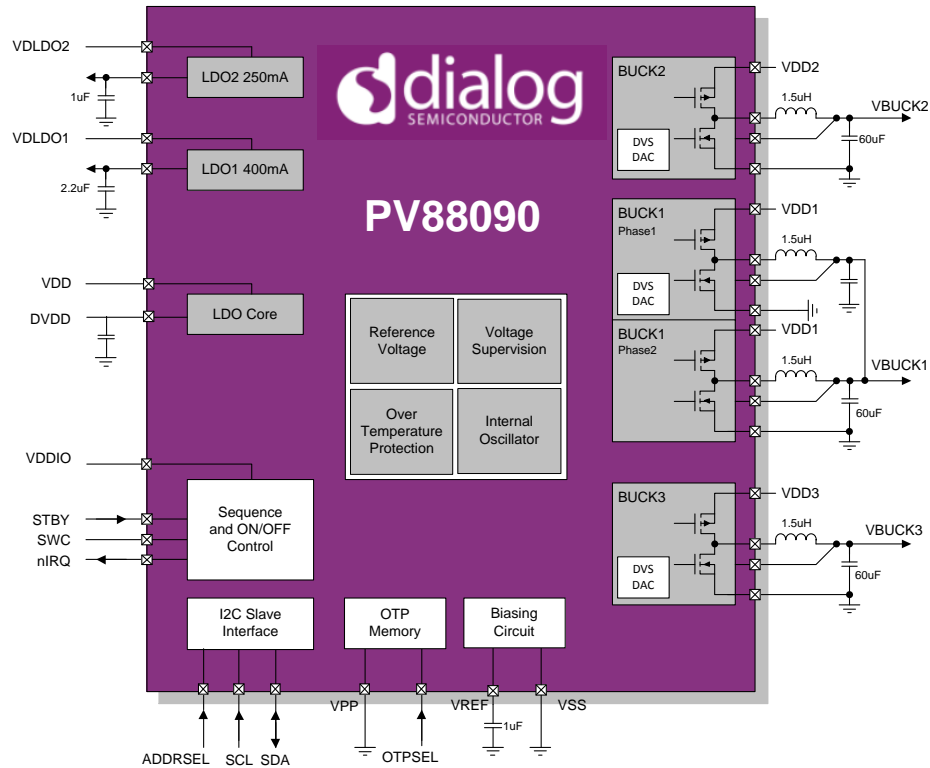 VDLDO2
LDO2 250mA
1uF
VDLDO1
LDO1 400mA
2.2uF
VDD
DVDD
LDO Core
VDDIO
STBY
SWC
nIRQ
Sequence
and ON/OFF
Control
dialog
SEMICONDUCTOR
PV88090
Reference
Voltage
Voltage
Supervision
Over
Temperature
Protection
Internal
Oscillator
BUCK2
DVS
DAC
VDD2
1.5uH
VBUCK2
60uF
BUCK1
Phase1
DVS
DAC
VDD1
1.5uH
BUCK1
Phase2
VDD1
1.5uH
VBUCK1
60uF
BUCK3
DVS
DAC
VDD3
1.5uH
VBUCK3
60uF
I2C Slave
Interface
OTP
Memory
Biasing
Circuit
ADDRSEL
SCL
SDA
VPP
OTPSEL
VREF
1uF
VSS